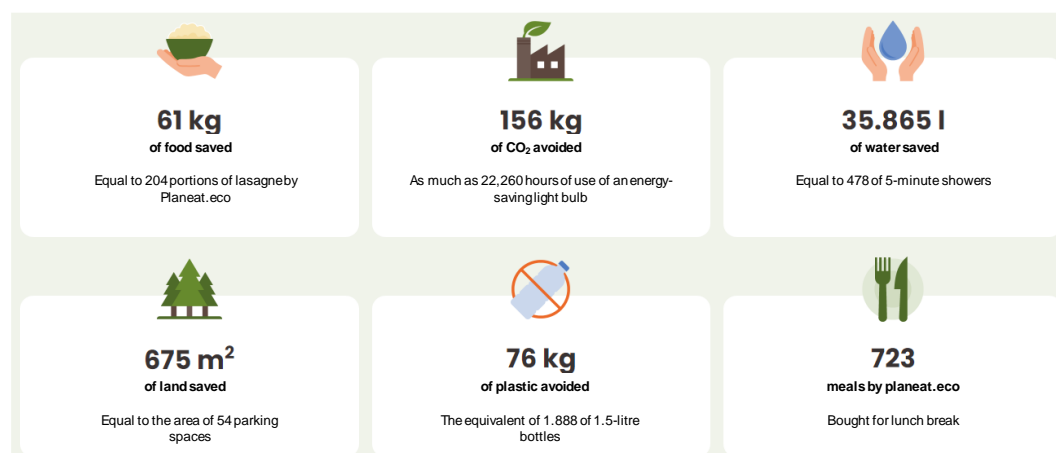 61 kg
of food saved
Equal to 204 portions of lasagne by
Planeat.eco
156 kg
of CO₂ avoided
As much as 22,260 hours of use of an energy-
saving light bulb
35.865 l
of water saved
Equal to 478 of 5-minute showers
675 m²
of land saved
Equal to the area of 54 parking
spaces
76 kg
of plastic avoided
The equivalent of 1.888 of 1.5-litre
bottles
723
meals by planeat.eco
Bought for lunch break